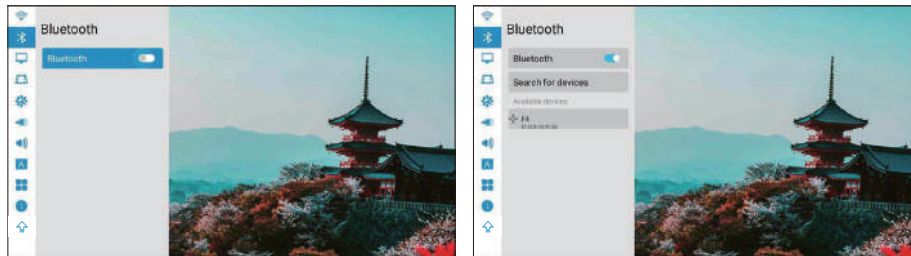 Bluetooth
Bluetooth
Bluetooth
Bluetooth
Search for devices
Available devices
F4